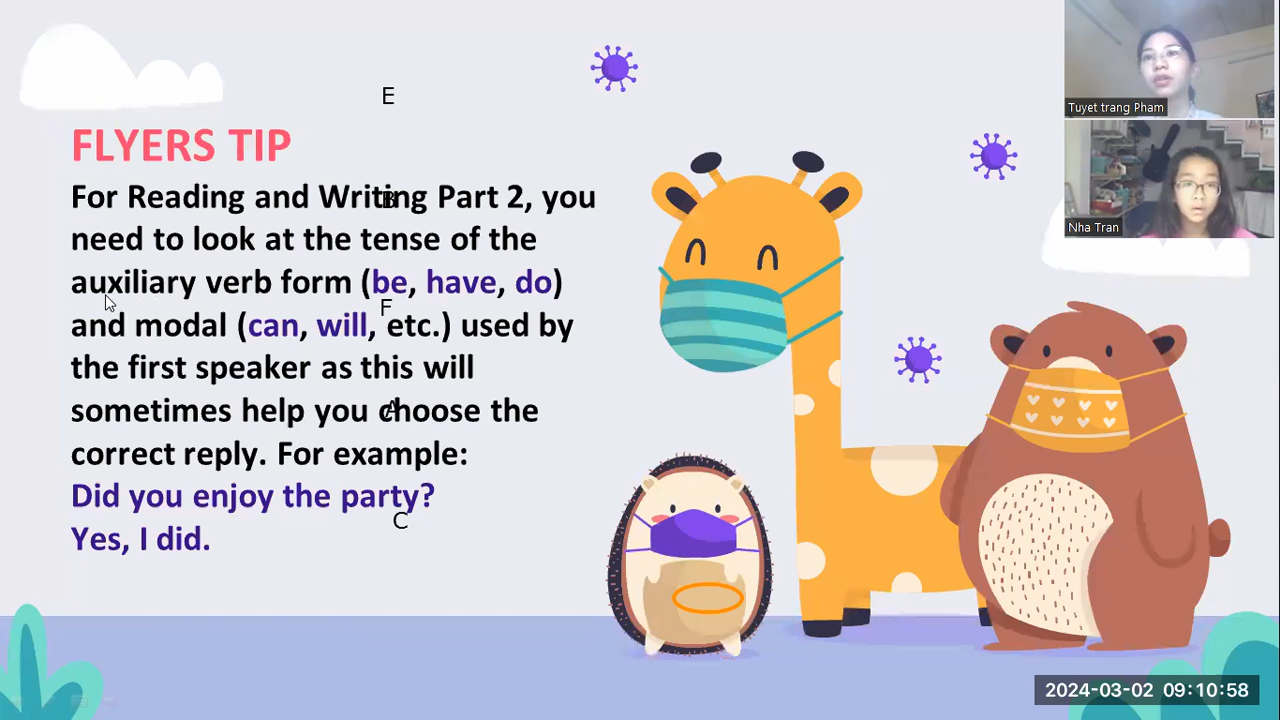 E
FLYERS TIP
For Reading and Writing Part 2, you
B
need to look at the tense of the
auxiliary verb form (be, have, do)
F
and modal (can, will, etc.) used by
the first speaker as this will
sometimes help you choose the
A
correct reply. For example:
Did you enjoy the party?
C
Yes, I did.
Tuyet trang Pham
Nha Tran
2024-03-02 09:10:58